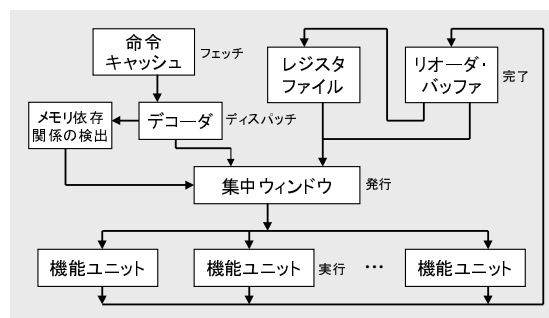 命令
キャッシュ
フェッチ
レジスタ
ファイル
リオーダ・
バッファ
完了
メモリ依存
関係の検出
デコーダ
ディスパッチ
集中ウィンドウ
発行
機能ユニット
機能ユニット
実行
…
機能ユニット